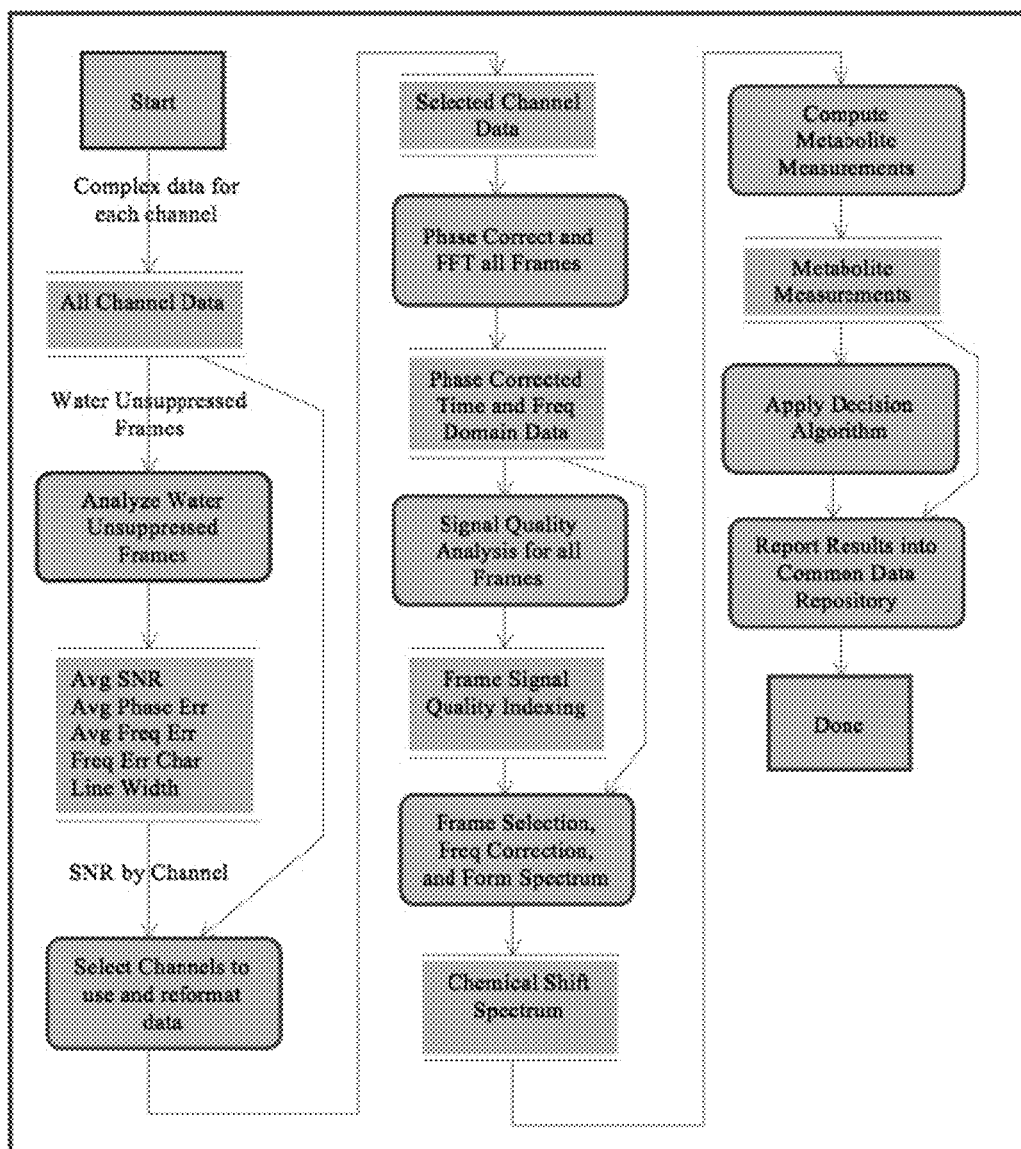 Start
Complex data for
each channel
All Channel Data
Water Unsuppressed
Frames
Analyze Water
Unsuppressed
Frames
Avg SNR
Avg Phase Err
Avg Freq Err
Freq Err Char
Line Width
SNR by Channel
Select Channels to
use and reformat
data
Selected Channel
Data
Phase Correct and
FFT all Frames
Phase Corrected
Time and Freq
Domain Data
Signal Quality
Analysis for all
Frames
Frame Signal
Quality Indexing
Frame Selection,
Freq Correction,
and Form Spectrum
Chemical Shift
Spectrum
Compute
Metabolite
Measurements
Metabolite
Measurements
Apply Decision
Algorithm
Report Results into
Common Data
Repository
Done